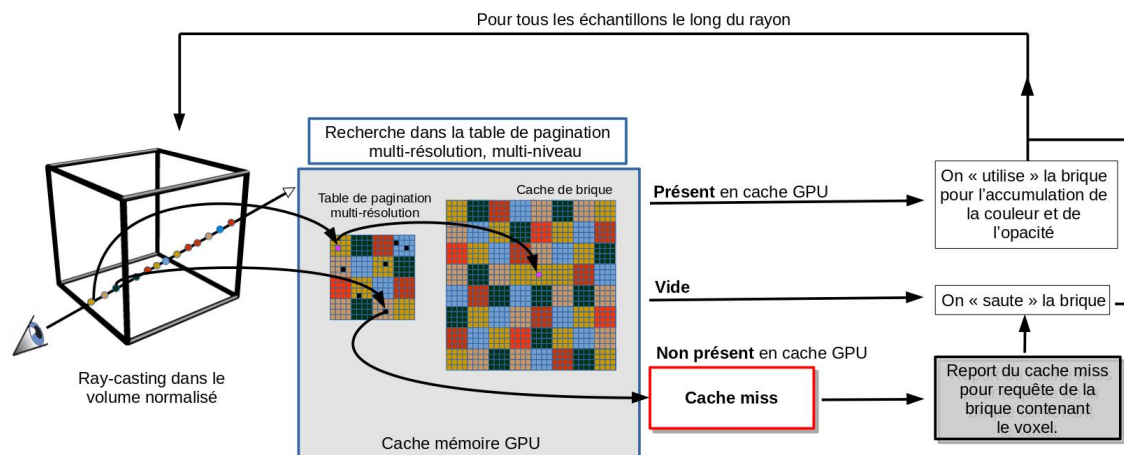 Pour tous les échantillons le long du rayon
Recherche dans la table de pagination
multi-résolution, multi-niveau
Table de pagination
multi-résolution
Cache de brique
Présent en cache GPU
On « utilise » la brique
pour l'accumulation de
la couleur et de
l'opacité
Vide
On « saute » la brique
Non présent en cache GPU
Cache miss
Report du cache miss
pour requête de la
brique contenant
le voxel.
Ray-casting dans le
volume normalisé
Cache mémoire GPU